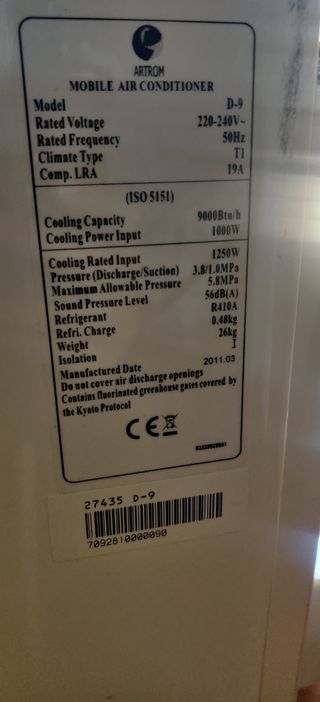 ARTROM
MOBILE AIR CONDITIONER
Model D-9
Rated Voltage 220-240V~
Rated Frequency 50Hz
Climate Type T1
Comp. LRA 19A
(ISO 5151)
Cooling Capacity 9000Btu/h
Cooling Power Input 1000W
Cooling Rated Input 1250W
Pressure (Discharge/Suction) 3.8/1.0MPa
Maximum Allowable Pressure 5.8MPa
Sound Pressure Level 56dB(A)
Refrigerant R410A
Refri. Charge 0.48kg
Weight 26kg
Isolation I
Manufactured Date 2011.03
Do not cover air discharge openings
Contains fluorinated greenhouse gases covered by
the Kyoto Protocol
CE
27435 D-9
7092810000090